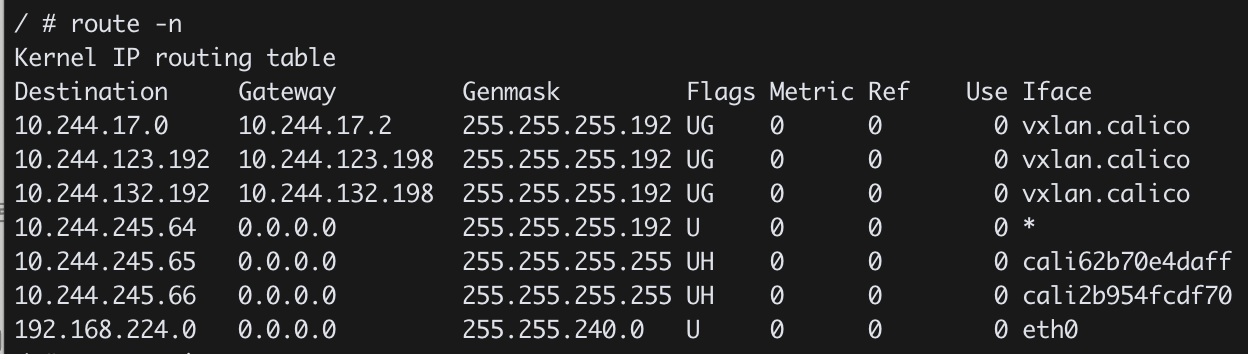 / # route -n
Kernel IP routing table
Destination     Gateway         Genmask         Flags Metric Ref    Use Iface
10.244.17.0     10.244.17.2     255.255.255.192 UG    0      0        0 vxlan.calico
10.244.123.192  10.244.123.198  255.255.255.192 UG    0      0        0 vxlan.calico
10.244.132.192  10.244.132.198  255.255.255.192 UG    0      0        0 vxlan.calico
10.244.245.64   0.0.0.0         255.255.255.192 U     0      0        0 *
10.244.245.65   0.0.0.0         255.255.255.255 UH    0      0        0 cali62b70e4daff
10.244.245.66   0.0.0.0         255.255.255.255 UH    0      0        0 cali2b954fcdf70
192.168.224.0   0.0.0.0         255.255.240.0   U     0      0        0 eth0